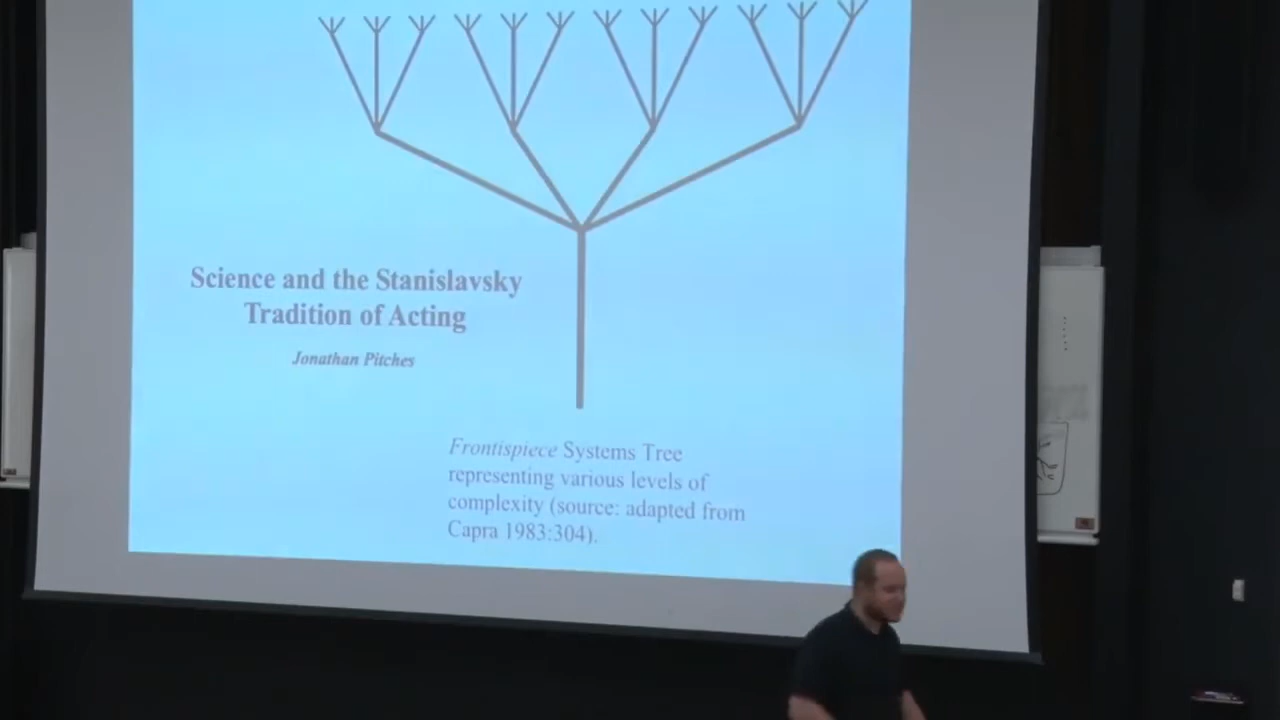 Science and the Stanislavsky
Tradition of Acting
Jonathan Pitches
Frontispiece Systems Tree
representing various levels of
complexity (source: adapted from
Capra 1983:304).